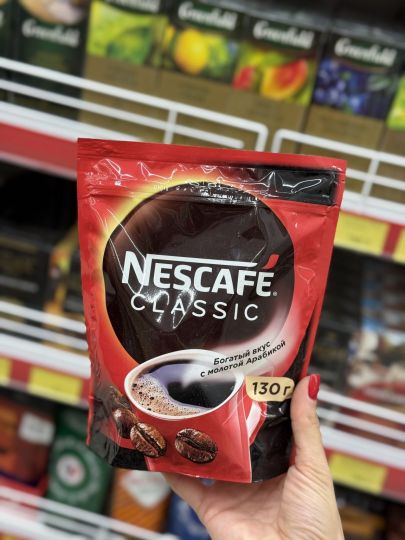 Greenfield
Greenfield
Greenfield
Greenfield
NESCAFÉ
CLASSIC
Богатый вкус
с молотой Арабикой
130 г